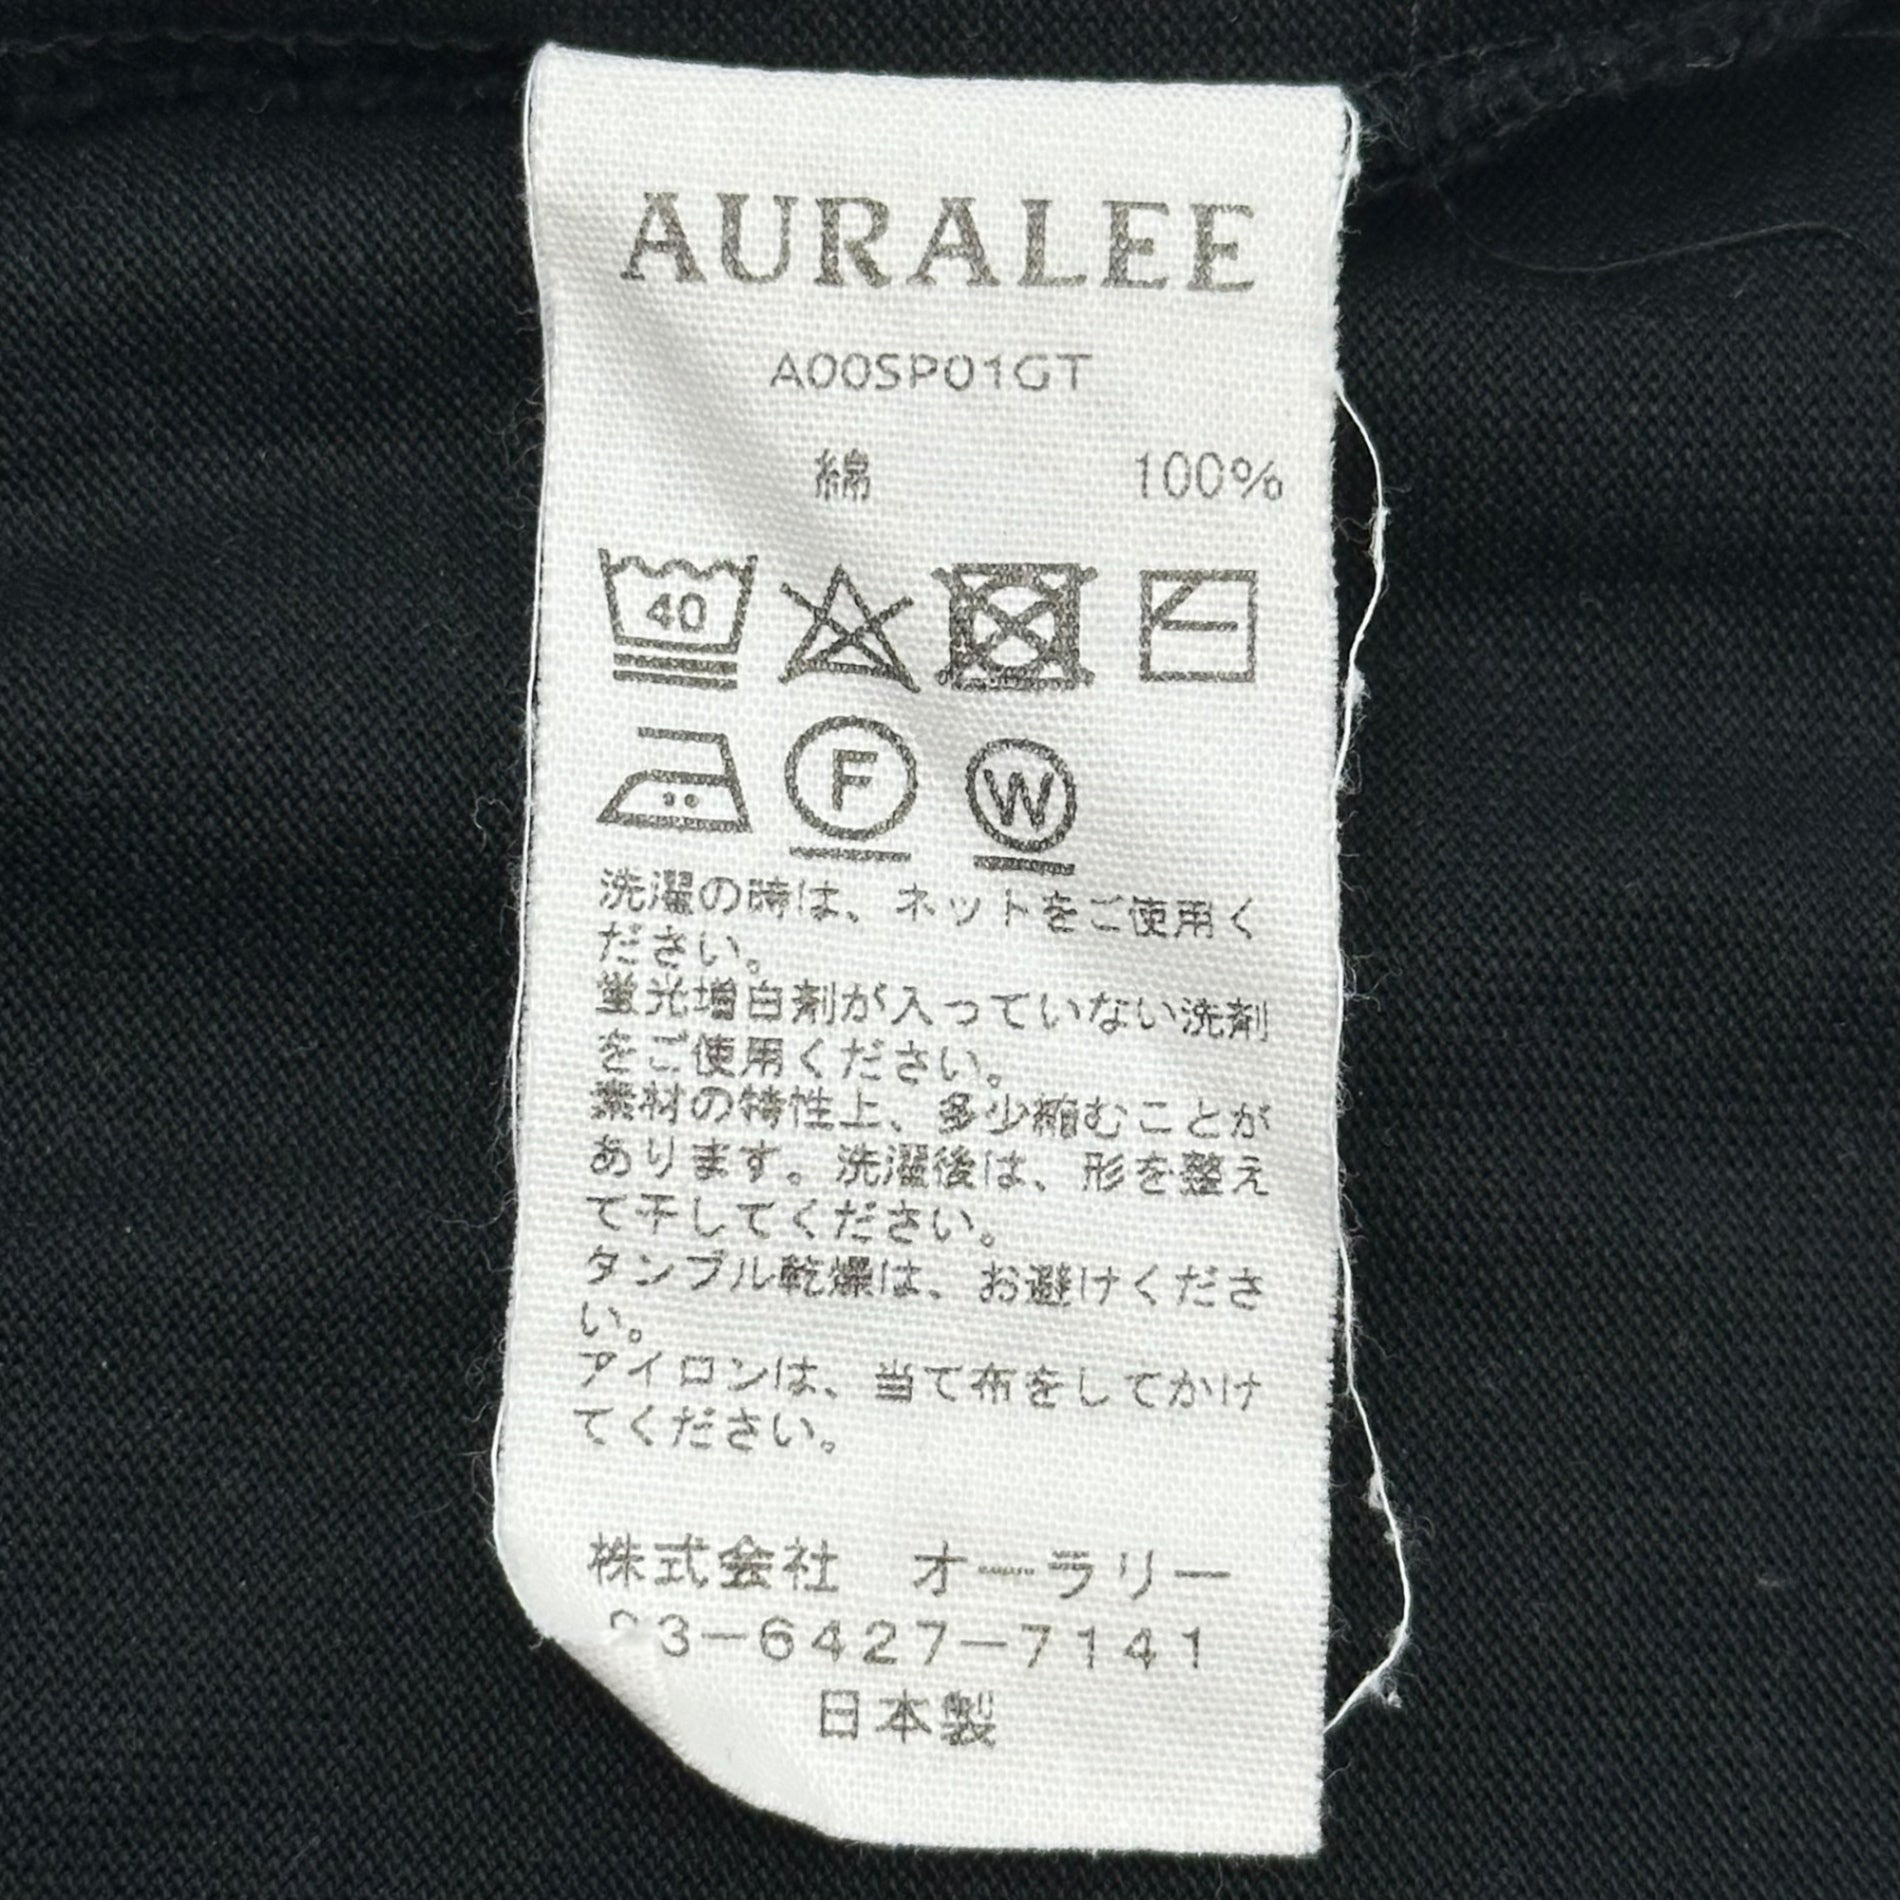 AURALEE
A00SP01GT
綿 100%
40
F W
洗濯の時は、ネットをご使用く
ださい。
蛍光増白剤が入っていない洗剤
をご使用ください。
素材の特性上、多少縮むことが
あります。洗濯後は、形を整え
て干してください。
タンブル乾燥は、お避けくださ
い。
アイロンは、当て布をしてかけ
てください。
株式会社 オーラリー
03-6427-7141
日本製